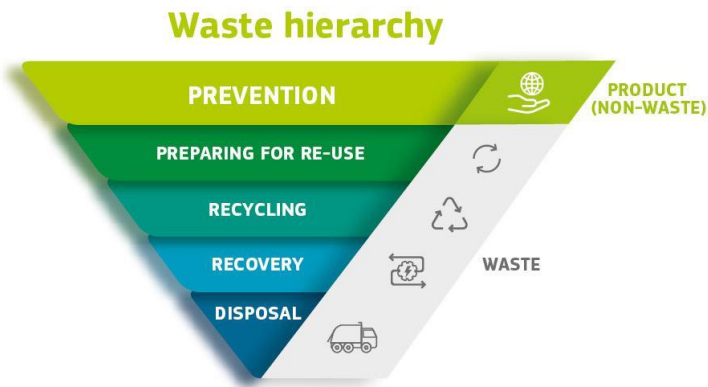 Waste hierarchy
PREVENTION
PRODUCT
(NON-WASTE)
PREPARING FOR RE-USE
RECYCLING
RECOVERY
WASTE
DISPOSAL